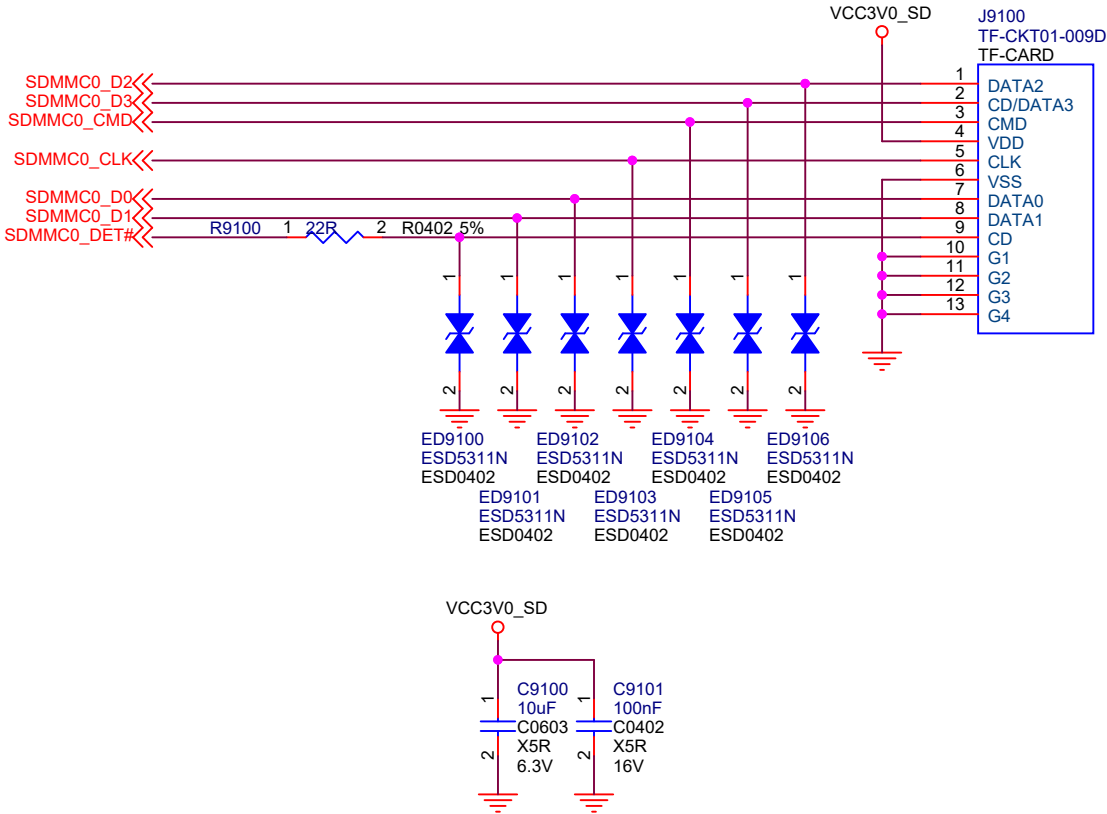 VCC3V0_SD
J9100
TF-CKT01-009D
TF-CARD
SDMMC0_D2
1
DATA2
SDMMC0_D3
2
CD/DATA3
SDMMC0_CMD
3
CMD
4
VDD
SDMMC0_CLK
5
CLK
6
VSS
SDMMC0_D0
7
DATA0
SDMMC0_D1
8
DATA1
SDMMC0_DET#
R9100 1 22R 2 R0402 5%
9
CD
10
G1
11
G2
12
G3
13
G4
1 1 1 1 1 1 1
2 2 2 2 2 2 2
ED9100
ESD5311N
ESD0402
ED9102
ESD5311N
ESD0402
ED9104
ESD5311N
ESD0402
ED9106
ESD5311N
ESD0402
ED9101
ESD5311N
ESD0402
ED9103
ESD5311N
ESD0402
ED9105
ESD5311N
ESD0402
VCC3V0_SD
1
2
C9100
10uF
C0603
X5R
6.3V
1
2
C9101
100nF
C0402
X5R
16V